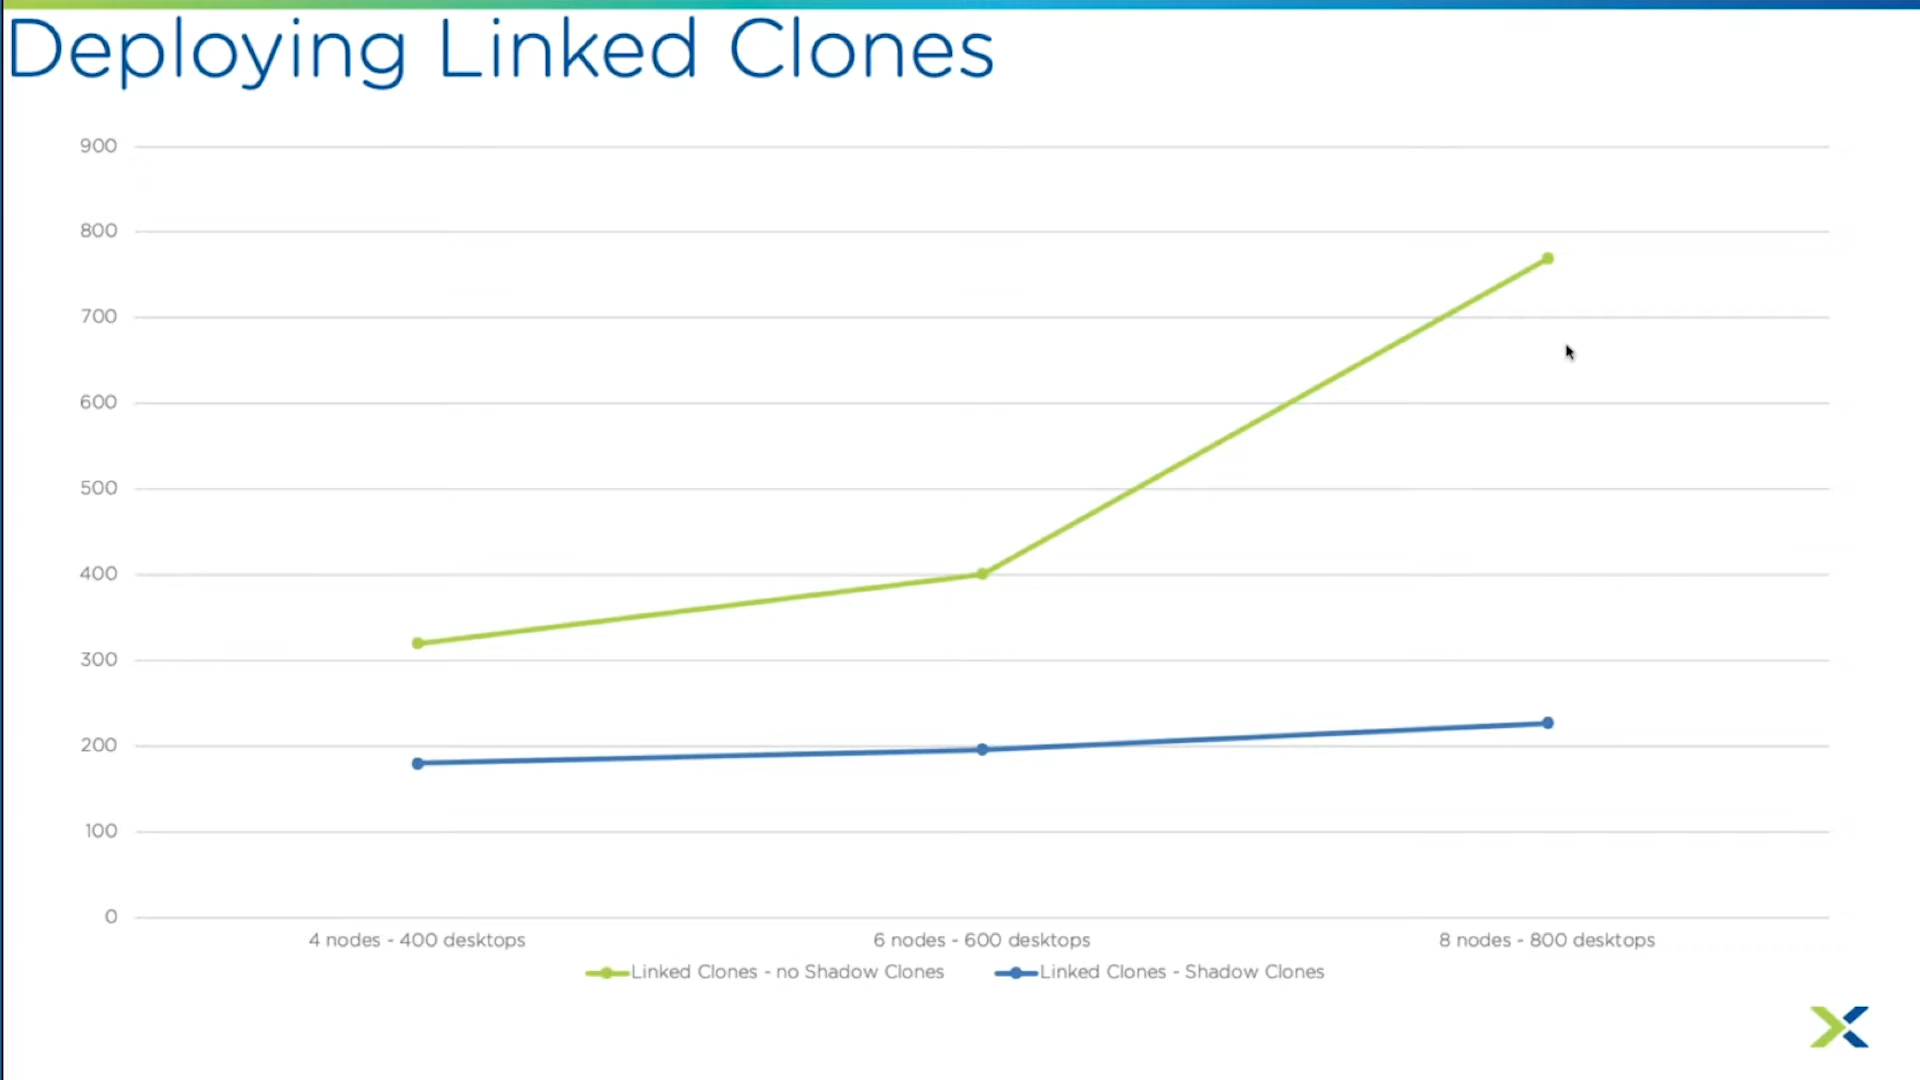 Deploying Linked Clones
900
800
700
600
500
400
300
200
100
0
4 nodes - 400 desktops
6 nodes - 600 desktops
8 nodes - 800 desktops
Linked Clones - no Shadow Clones
Linked Clones - Shadow Clones